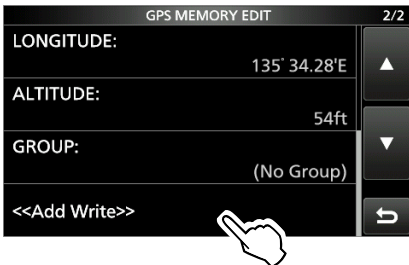 GPS MEMORY EDIT 2/2
LONGITUDE:
135° 34.28'E
ALTITUDE:
54ft
GROUP:
(No Group)
<<Add Write>>